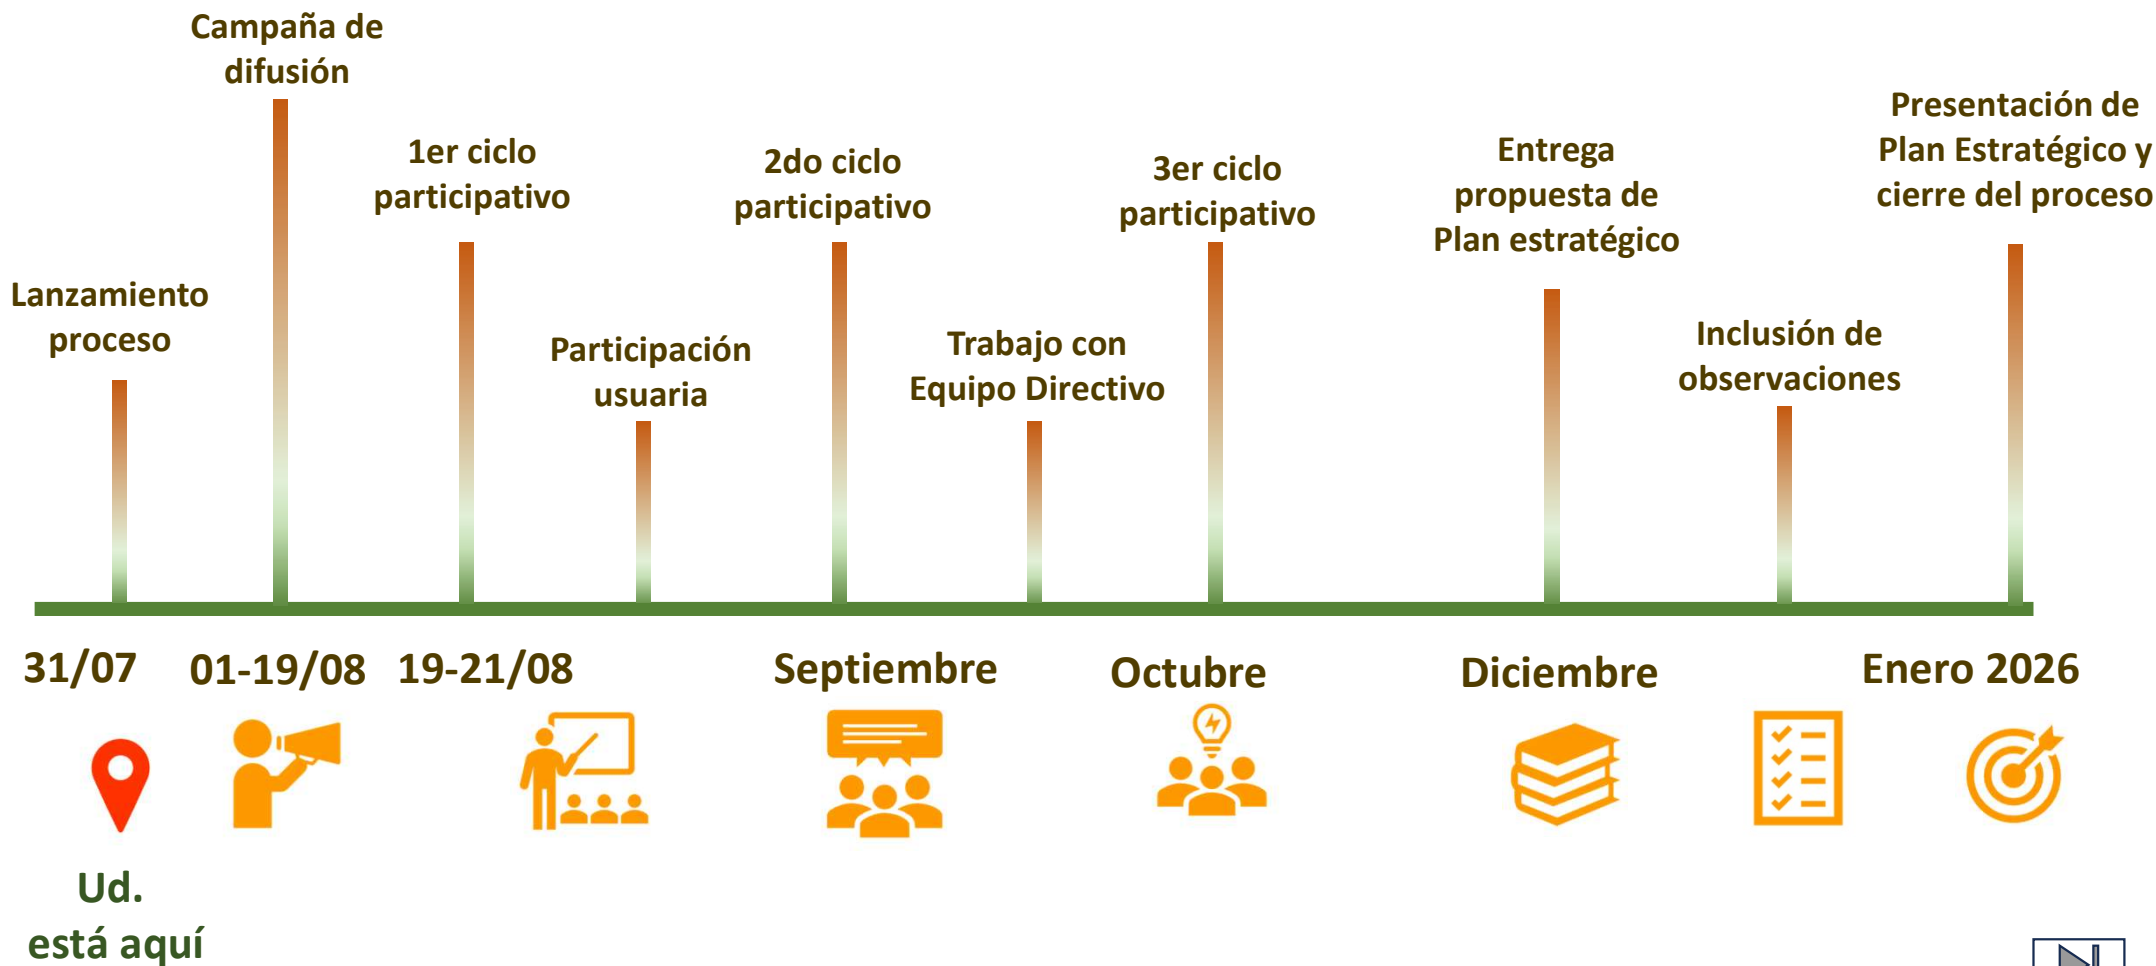 Campaña de
difusión
Lanzamiento
proceso
1er ciclo
participativo
Participación
usuaria
2do ciclo
participativo
Trabajo con
Equipo Directivo
3er ciclo
participativo
Entrega
propuesta de
Plan estratégico
Inclusión de
observaciones
Presentación de
Plan Estratégico y
cierre del proceso
31/07
01-19/08
19-21/08
Septiembre
Octubre
Diciembre
Enero 2026
Ud.
está aquí